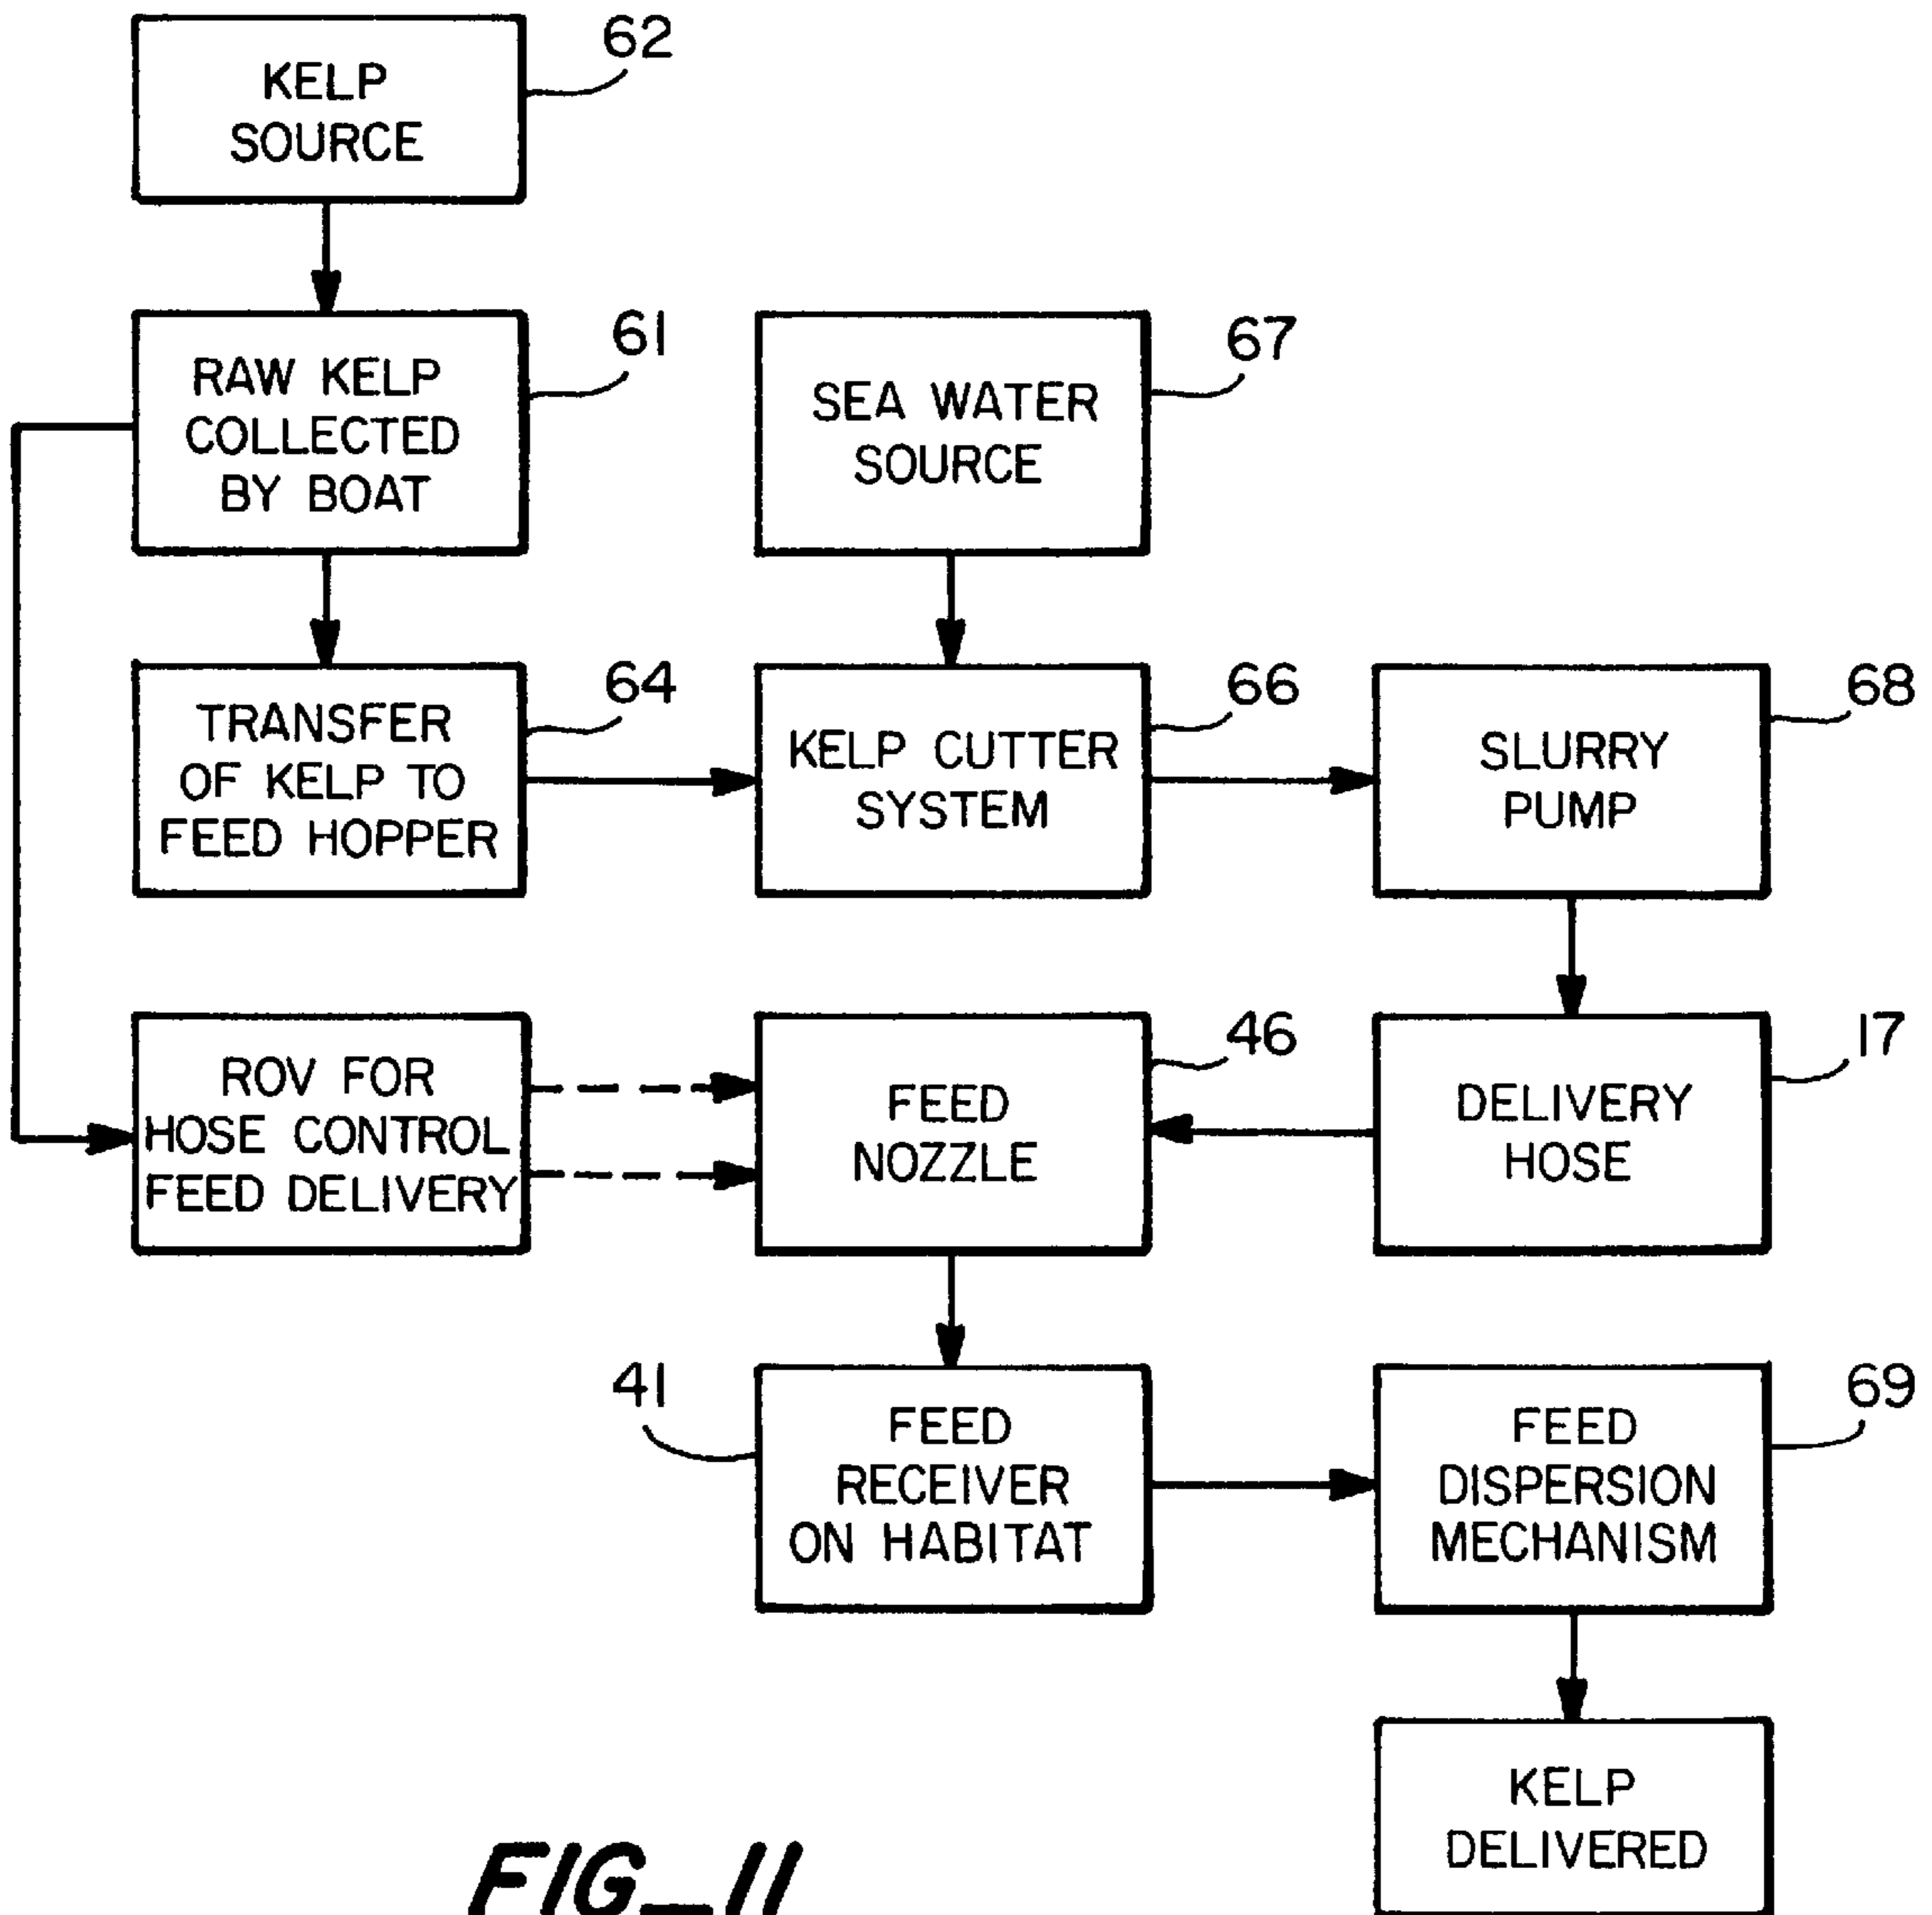 62
KELP
SOURCE
61
RAW KELP
COLLECTED
BY BOAT
67
SEA WATER
SOURCE
64
TRANSFER
OF KELP TO
FEED HOPPER
66
KELP CUTTER
SYSTEM
68
SLURRY
PUMP
ROV FOR
HOSE CONTROL
FEED DELIVERY
46
FEED
NOZZLE
17
DELIVERY
HOSE
41
FEED
RECEIVER
ON HABITAT
69
FEED
DISPERSION
MECHANISM
KELP
DELIVERED
FIG_11